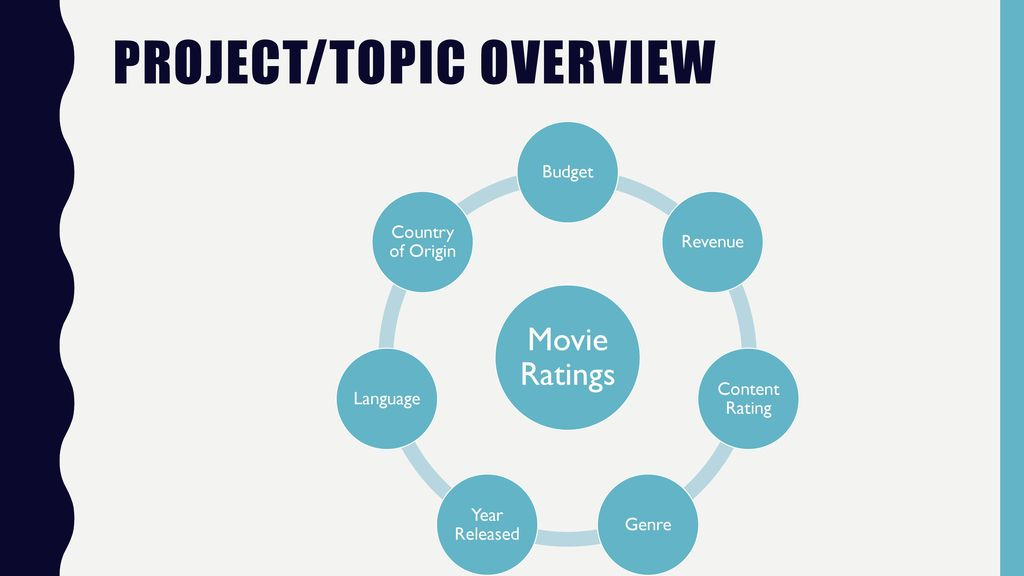 PROJECT/TOPIC OVERVIEW
Budget
Revenue
Content
Rating
Genre
Year
Released
Language
Country
of Origin
Movie
Ratings